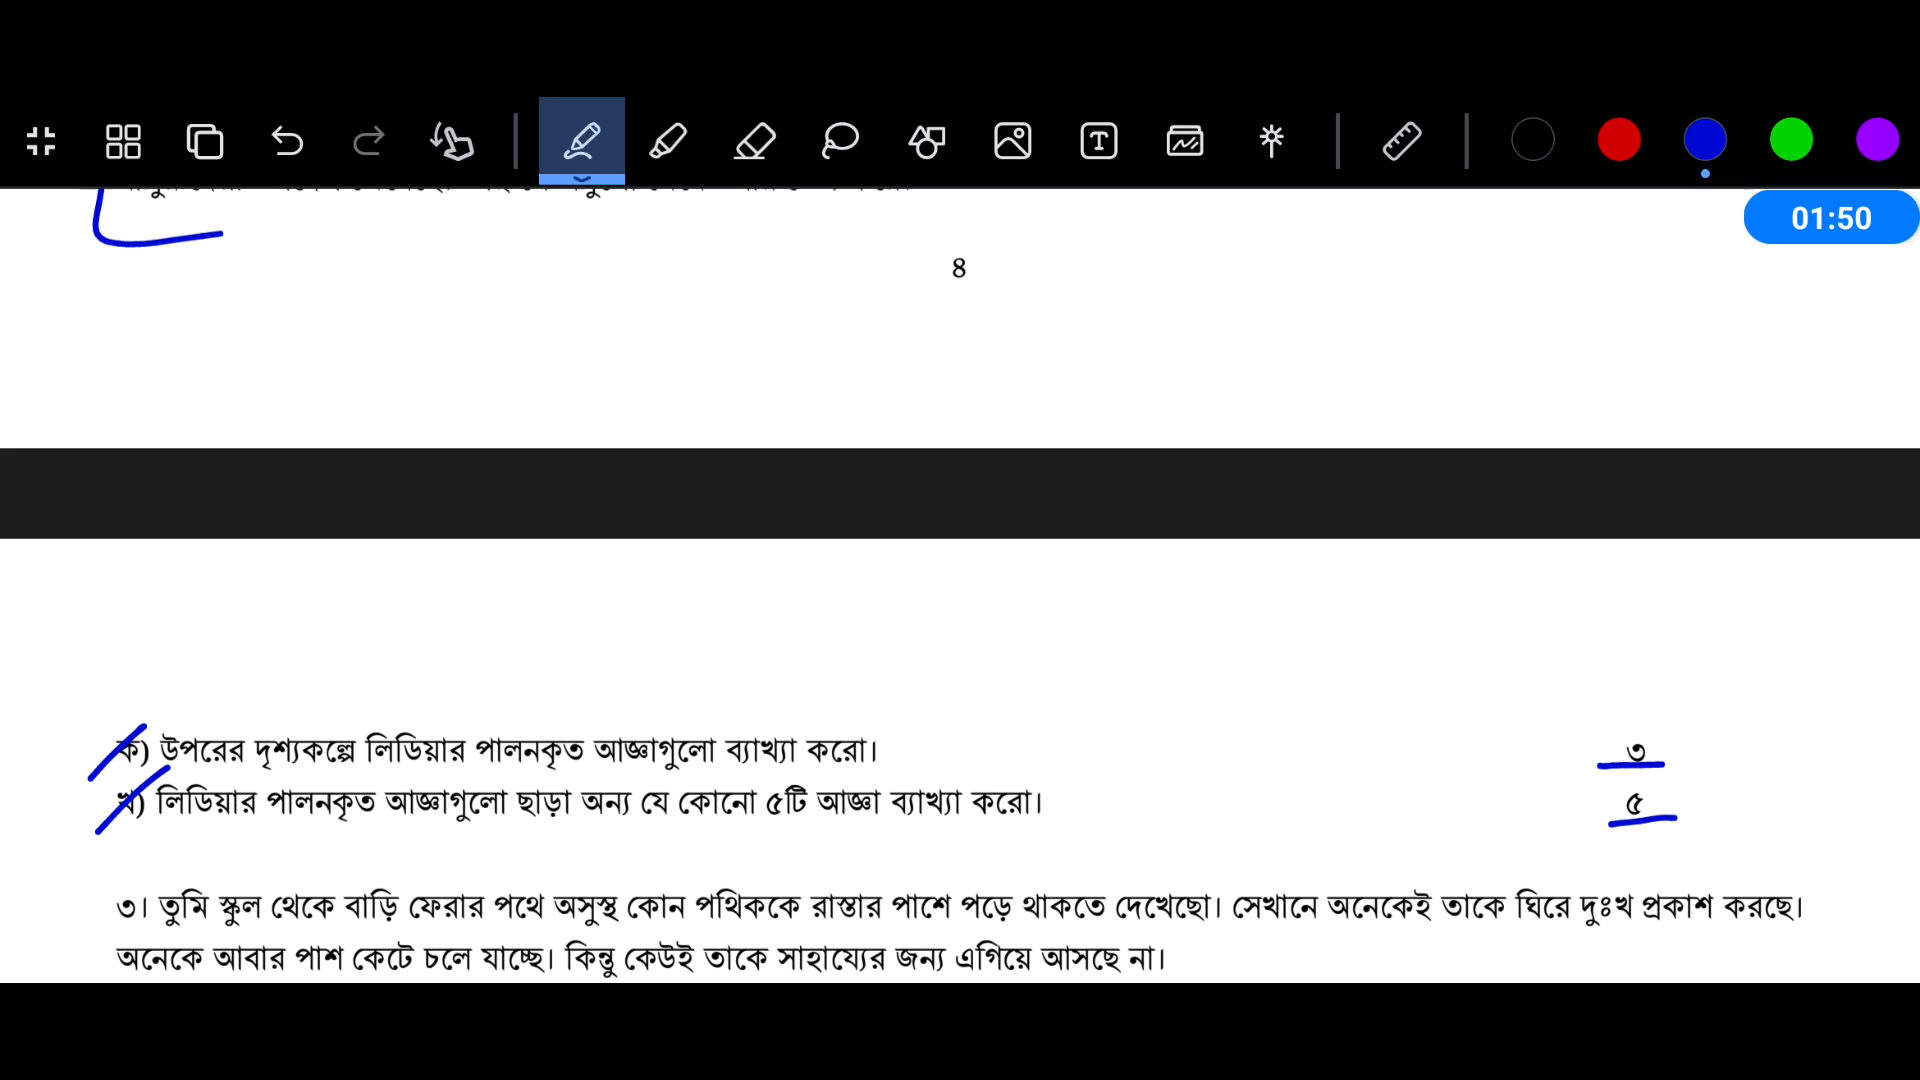 01:50
৪
ক) উপরের দৃশ্যকল্পে লিডিয়ার পালনকৃত আজ্ঞাগুলো ব্যাখ্যা করো। ৩
খ) লিডিয়ার পালনকৃত আজ্ঞাগুলো ছাড়া অন্য যে কোনো ৫টি আজ্ঞা ব্যাখ্যা করো। ৫
৩। তুমি স্কুল থেকে বাড়ি ফেরার পথে অসুস্থ কোন পথিককে রাস্তার পাশে পড়ে থাকতে দেখেছো। সেখানে অনেকেই তাকে ঘিরে দুঃখ প্রকাশ করছে।
অনেকে আবার পাশ কেটে চলে যাচ্ছে। কিন্তু কেউই তাকে সাহায্যের জন্য এগিয়ে আসছে না।